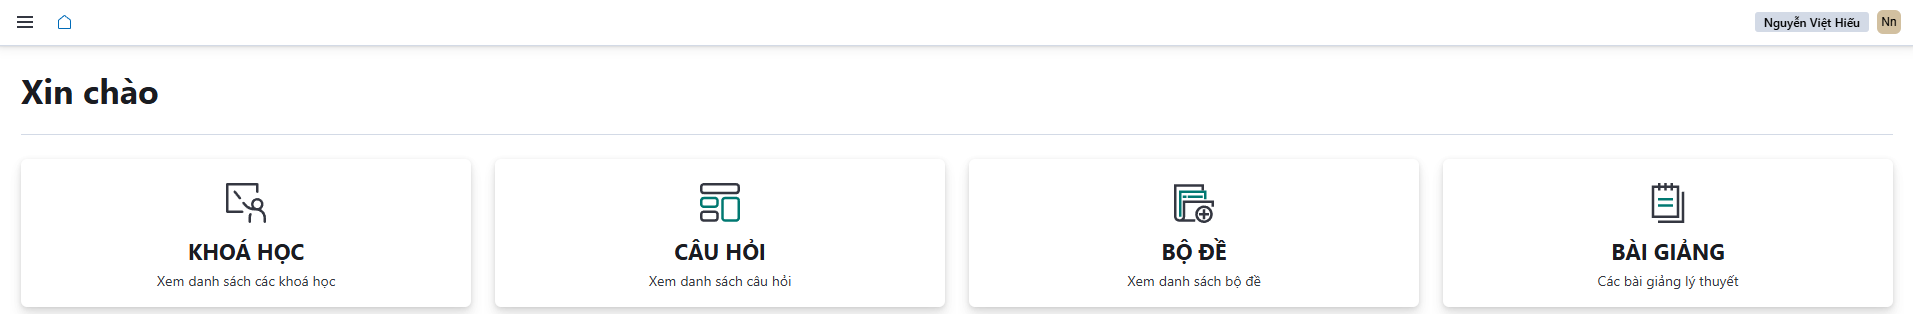 Nguyễn Việt Hiếu
Nn
Xin chào
KHOÁ HỌC
Xem danh sách các khoá học
CÂU HỎI
Xem danh sách câu hỏi
BỘ ĐỀ
Xem danh sách bộ đề
BÀI GIẢNG
Các bài giảng lý thuyết